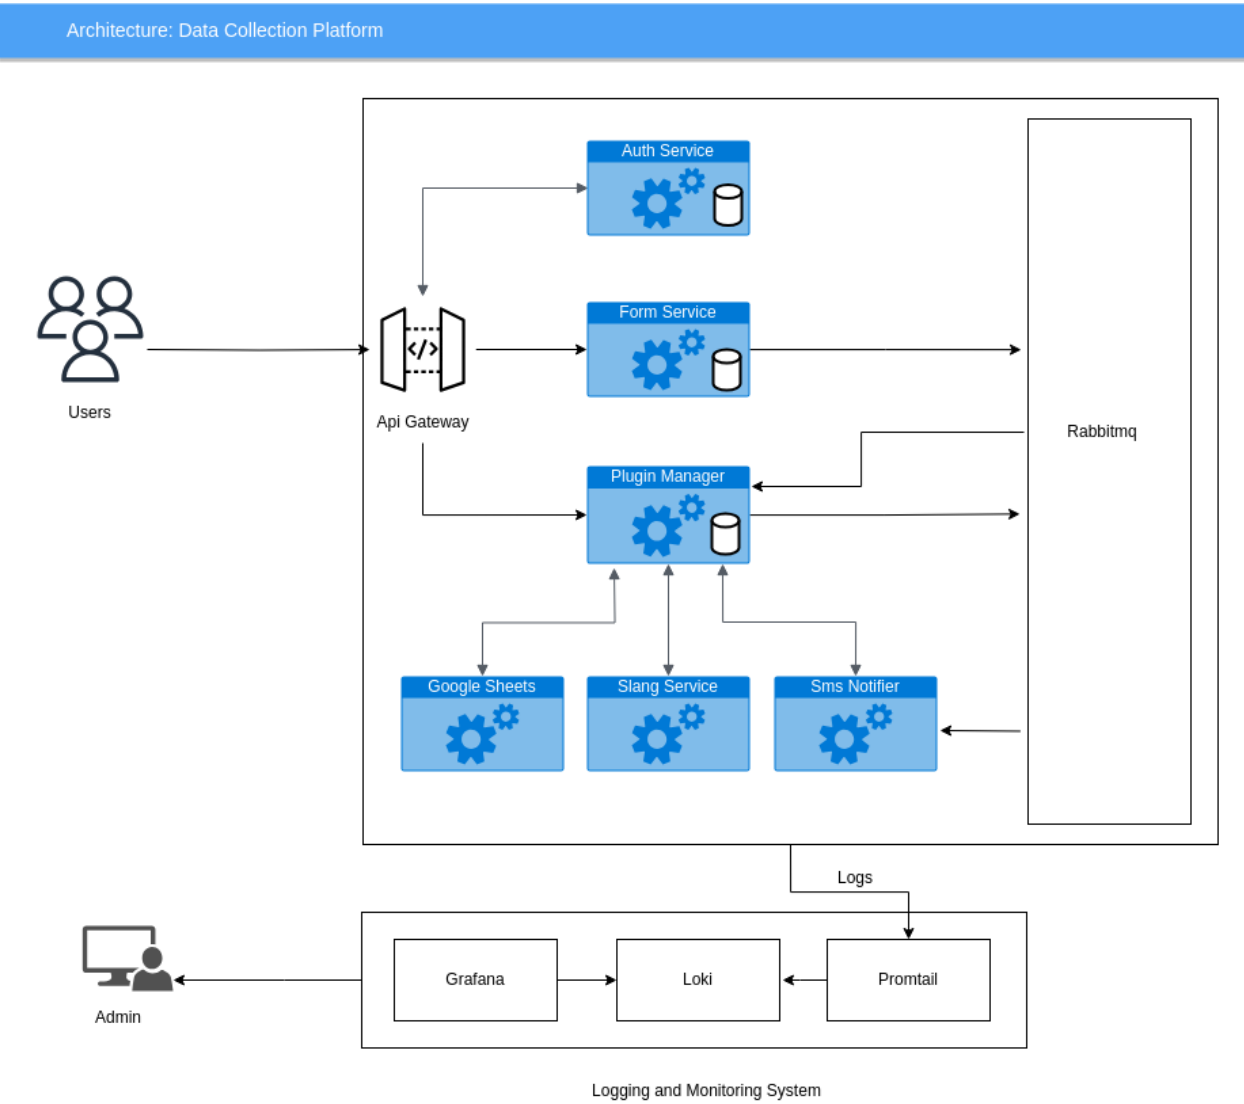 Architecture: Data Collection Platform
Auth Service
Form Service
</>
Users
Api Gateway
Rabbitmq
Plugin Manager
Google Sheets
Slang Service
Sms Notifier
Logs
Grafana
Loki
Promtail
Admin
Logging and Monitoring System